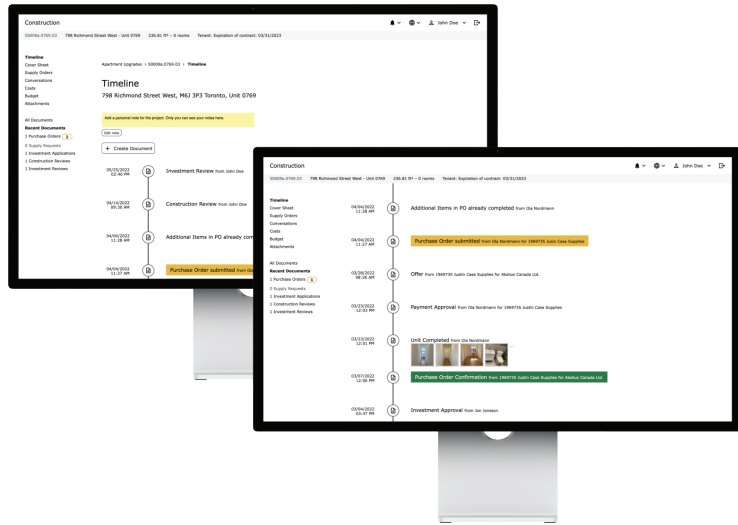 Construction
John Doe
50009a.0769.03 798 Richmond Street West - Unit 0769 236.81 ft² ~ 0 rooms Tenant: Expiration of contract: 03/31/2023
Timeline
Cover Sheet
Supply Orders
Conversations
Costs
Budget
Attachments
All Documents
Recent Documents
1 Purchase Orders
0 Supply Requests
1 Investment Applications
1 Construction Reviews
1 Investment Reviews
Apartment Upgrades > 50009a.0769.03 > Timeline
Timeline
798 Richmond Street West, M6J 3P3 Toronto, Unit 0769
Add a personal note for the project. Only you can see your notes here.
Edit note
+ Create Document
03/25/2022
02:46 PM
Investment Review from John Doe
04/14/2022
09:30 AM
Construction Review from John Doe
04/04/2022
11:28 AM
Additional Items in PO already com
04/04/2022
11:27 AM
Purchase Order submitted from Ola
Construction
John Doe
50009a.0769.03 798 Richmond Street West - Unit 0769 236.81 ft² ~ 0 rooms Tenant: Expiration of contract: 03/31/2023
Timeline
Cover Sheet
Supply Orders
Conversations
Costs
Budget
Attachments
All Documents
Recent Documents
1 Purchase Orders
0 Supply Requests
1 Investment Applications
1 Construction Reviews
1 Investment Reviews
04/04/2022
11:28 AM
Additional Items in PO already completed from Ola Nordmann
04/04/2022
11:27 AM
Purchase Order submitted from Ola Nordmann for 1969735 Justin Case Supplies
03/28/2022
08:26 AM
Offer from 1969735 Justin Case Supplies for Akelius Canada Ltd.
03/23/2022
12:03 PM
Payment Approval from Ola Nordmann for 1969735 Justin Case Supplies
03/23/2022
12:01 PM
Unit Completed from Ola Nordmann
03/07/2022
12:06 PM
Purchase Order Confirmation from 1969735 Justin Case Supplies for Akelius Canada Ltd.
03/04/2022
03:47 PM
Investment Approval from Jon Jonsson